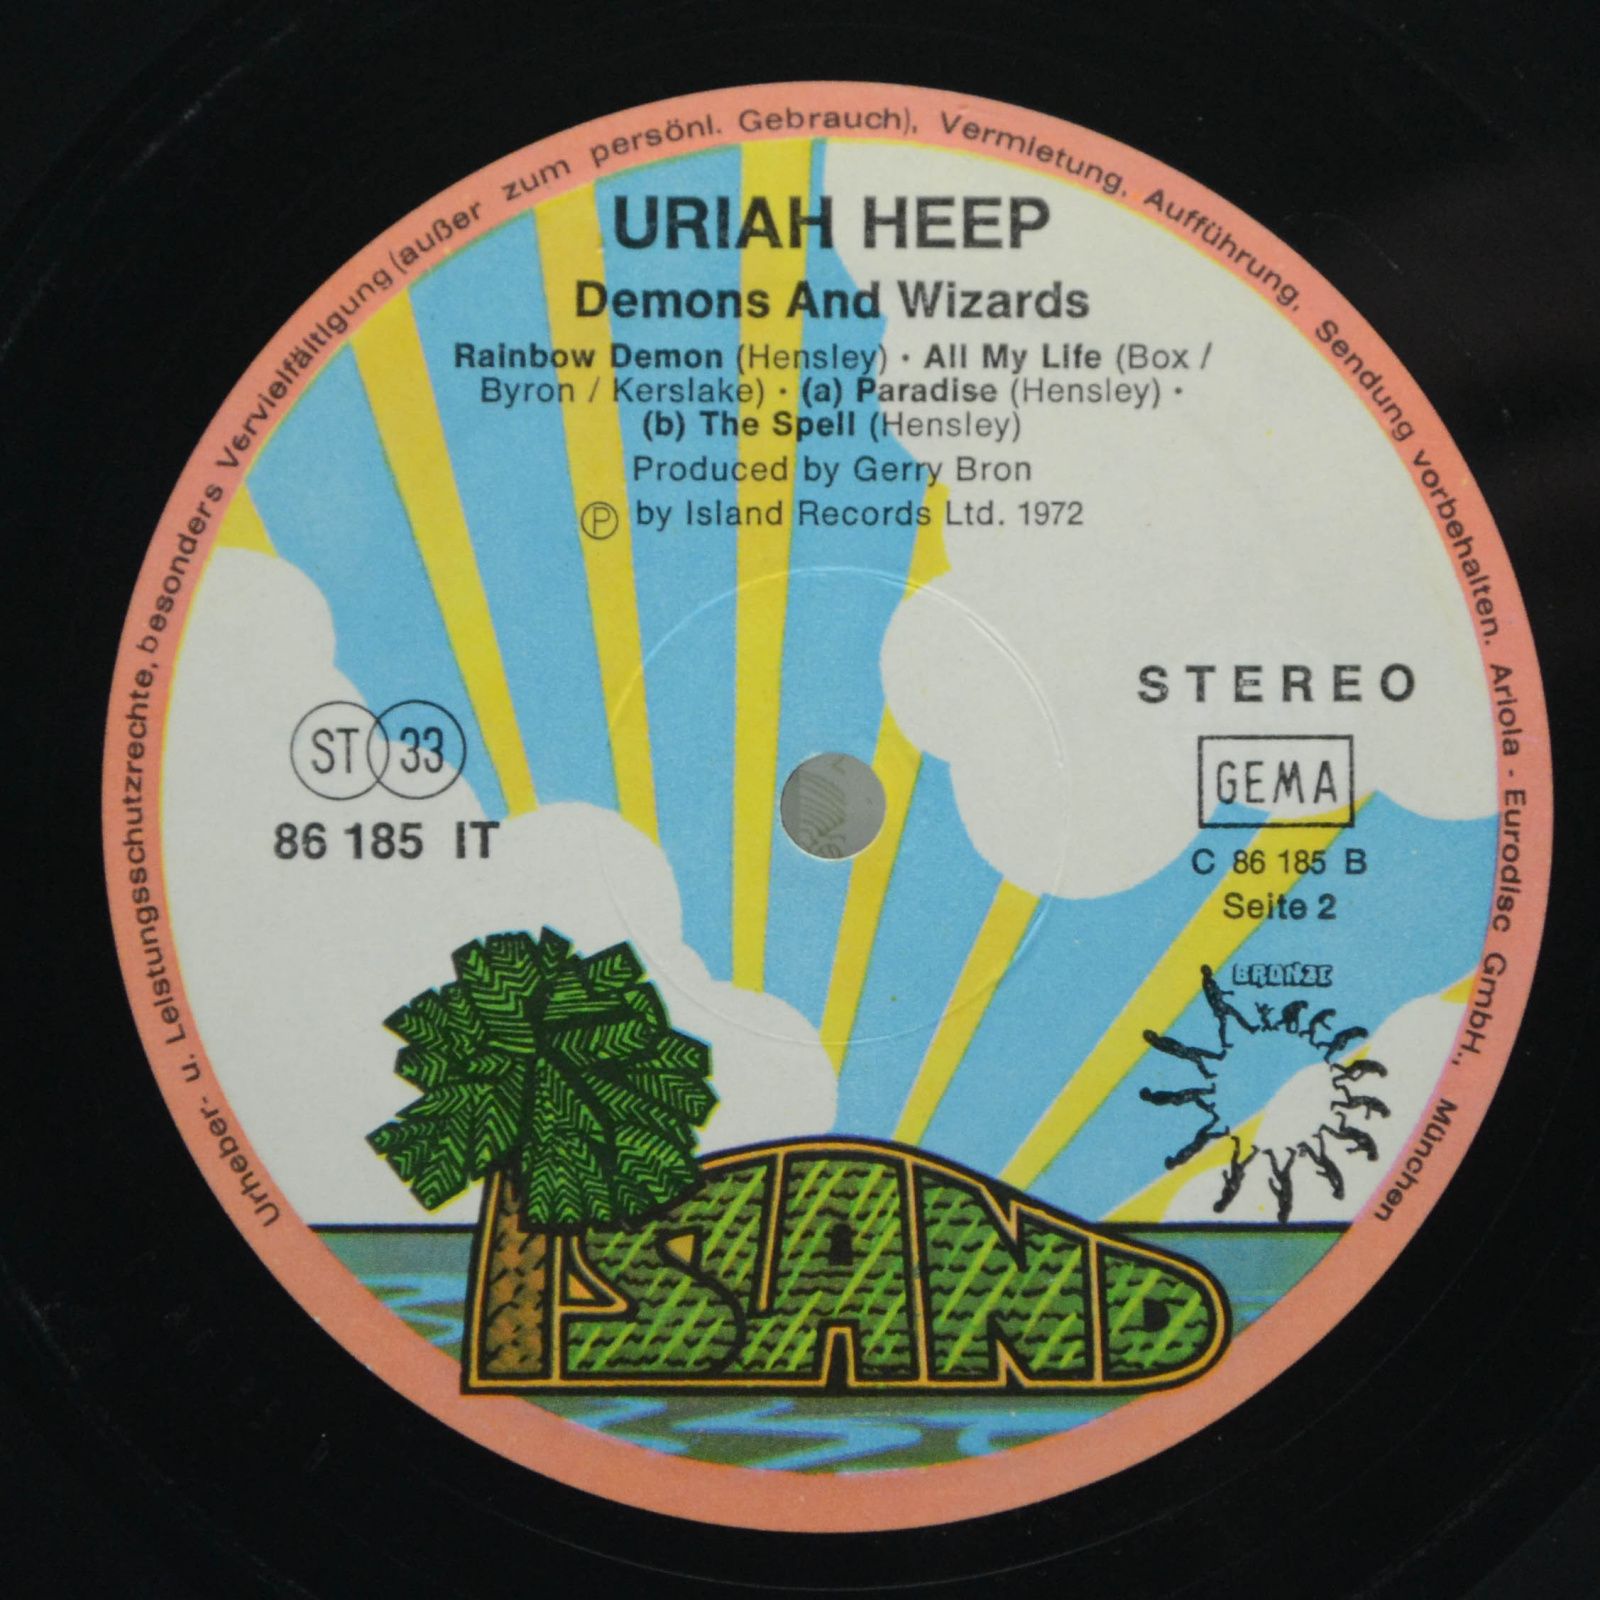 Urheber- u. Leistungsschutzrechte, besonders Vervielfältigung (außer zum persönl. Gebrauch), Vermietung, Aufführung, Sendung vorbehalten. Ariola - Eurodisc GmbH., München
URIAH HEEP
Demons And Wizards
Rainbow Demon (Hensley) · All My Life (Box /
Byron / Kerslake) · (a) Paradise (Hensley) ·
(b) The Spell (Hensley)
Produced by Gerry Bron
Ⓟ by Island Records Ltd. 1972
STEREO
ST 33
GEMA
86 185 IT
C 86 185 B
Seite 2
BRONZE
ISLAND